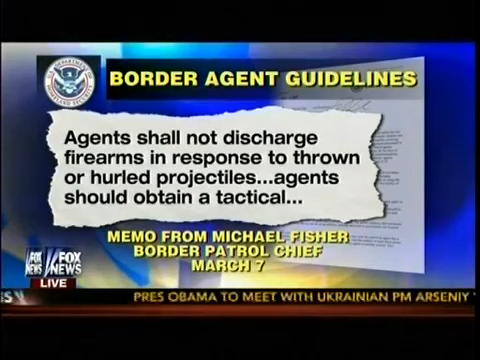 BORDER AGENT GUIDELINES
Agents shall not discharge
firearms in response to thrown
or hurled projectiles...agents
should obtain a tactical...
MEMO FROM MICHAEL FISHER
BORDER PATROL CHIEF
MARCH 7
FOX
NEWS
FOX
NEWS
LIVE
PRES OBAMA TO MEET WITH UKRAINIAN PM ARSENIY